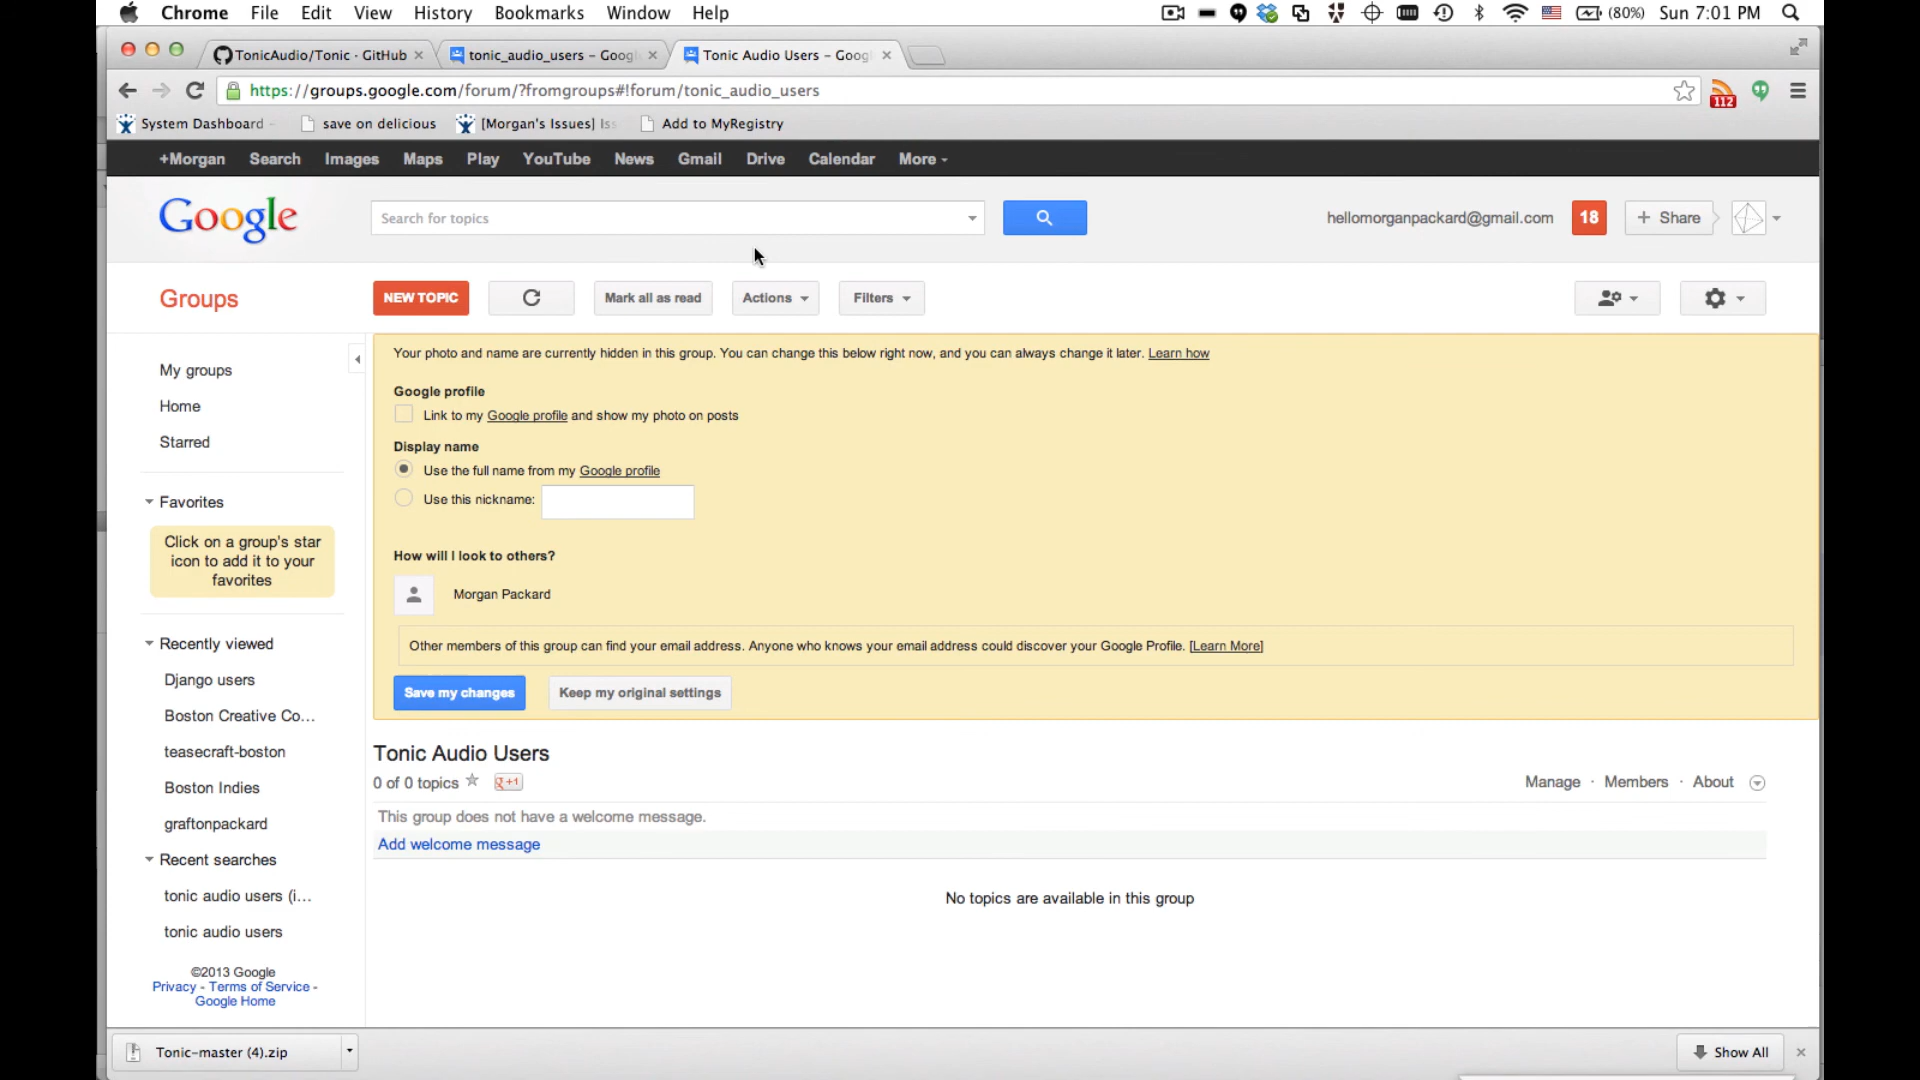 Chrome File Edit View History Bookmarks Window Help (80%) Sun 7:01 PM
TonicAudio/Tonic · GitHub tonic_audio_users – Goog Tonic Audio Users – Goog
https://groups.google.com/forum/?fromgroups#!forum/tonic_audio_users 112
System Dashboard - save on delicious [Morgan's Issues] Iss Add to MyRegistry
+Morgan Search Images Maps Play YouTube News Gmail Drive Calendar More
Google Search for topics hellomorganpackard@gmail.com 18 + Share
Groups NEW TOPIC Mark all as read Actions Filters
Your photo and name are currently hidden in this group. You can change this below right now, and you can always change it later. Learn how
Google profile
Link to my Google profile and show my photo on posts
Display name
Use the full name from my Google profile
Use this nickname:
How will I look to others?
Morgan Packard
Other members of this group can find your email address. Anyone who knows your email address could discover your Google Profile. [Learn More]
Save my changes Keep my original settings
My groups
Home
Starred
Favorites
Click on a group's star
icon to add it to your
favorites
Recently viewed
Django users
Boston Creative Co...
teasecraft-boston
Boston Indies
graftonpackard
Recent searches
tonic audio users (i...
tonic audio users
©2013 Google
Privacy - Terms of Service -
Google Home
Tonic Audio Users
0 of 0 topics g+1 Manage · Members · About
This group does not have a welcome message.
Add welcome message
No topics are available in this group
Tonic-master (4).zip Show All